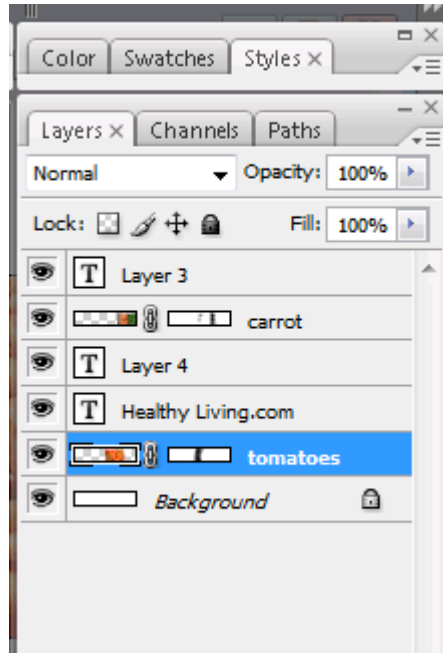 Color Swatches Styles ×
Layers × Channels Paths
Normal Opacity: 100%
Lock: Fill: 100%
T Layer 3
carrot
T Layer 4
T Healthy Living.com
tomatoes
Background